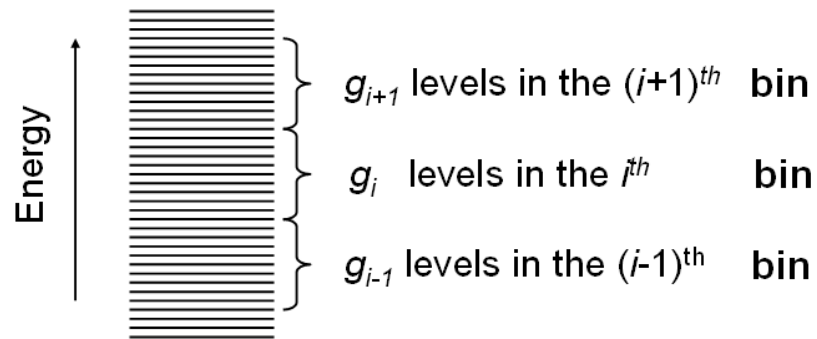 Energy
g_{i+1} levels in the (i+1)^{th} bin
g_i levels in the i^{th} bin
g_{i-1} levels in the (i-1)^{th} bin